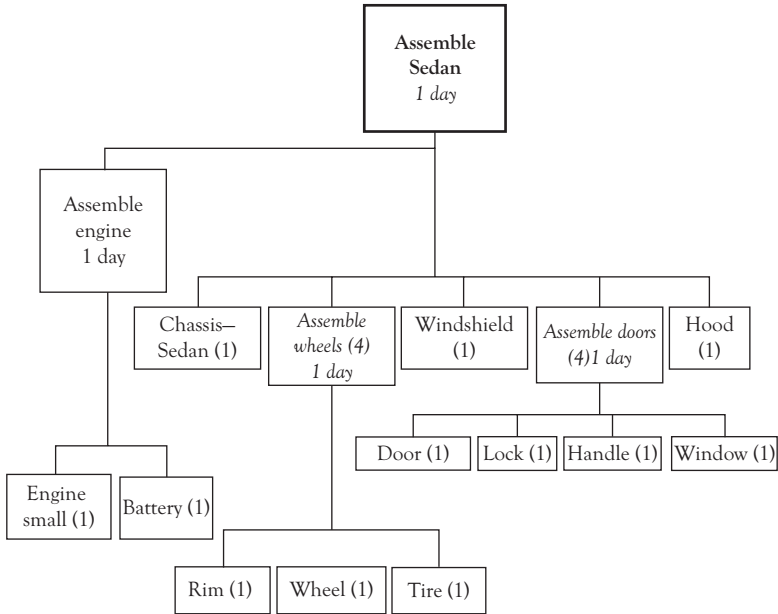 Assemble
Sedan
1 day
Assemble
engine
1 day
Chassis—
Sedan (1)
Assemble
wheels (4)
1 day
Windshield
(1)
Assemble doors
(4)1 day
Hood
(1)
Door (1)
Lock (1)
Handle (1)
Window (1)
Engine
small (1)
Battery (1)
Rim (1)
Wheel (1)
Tire (1)